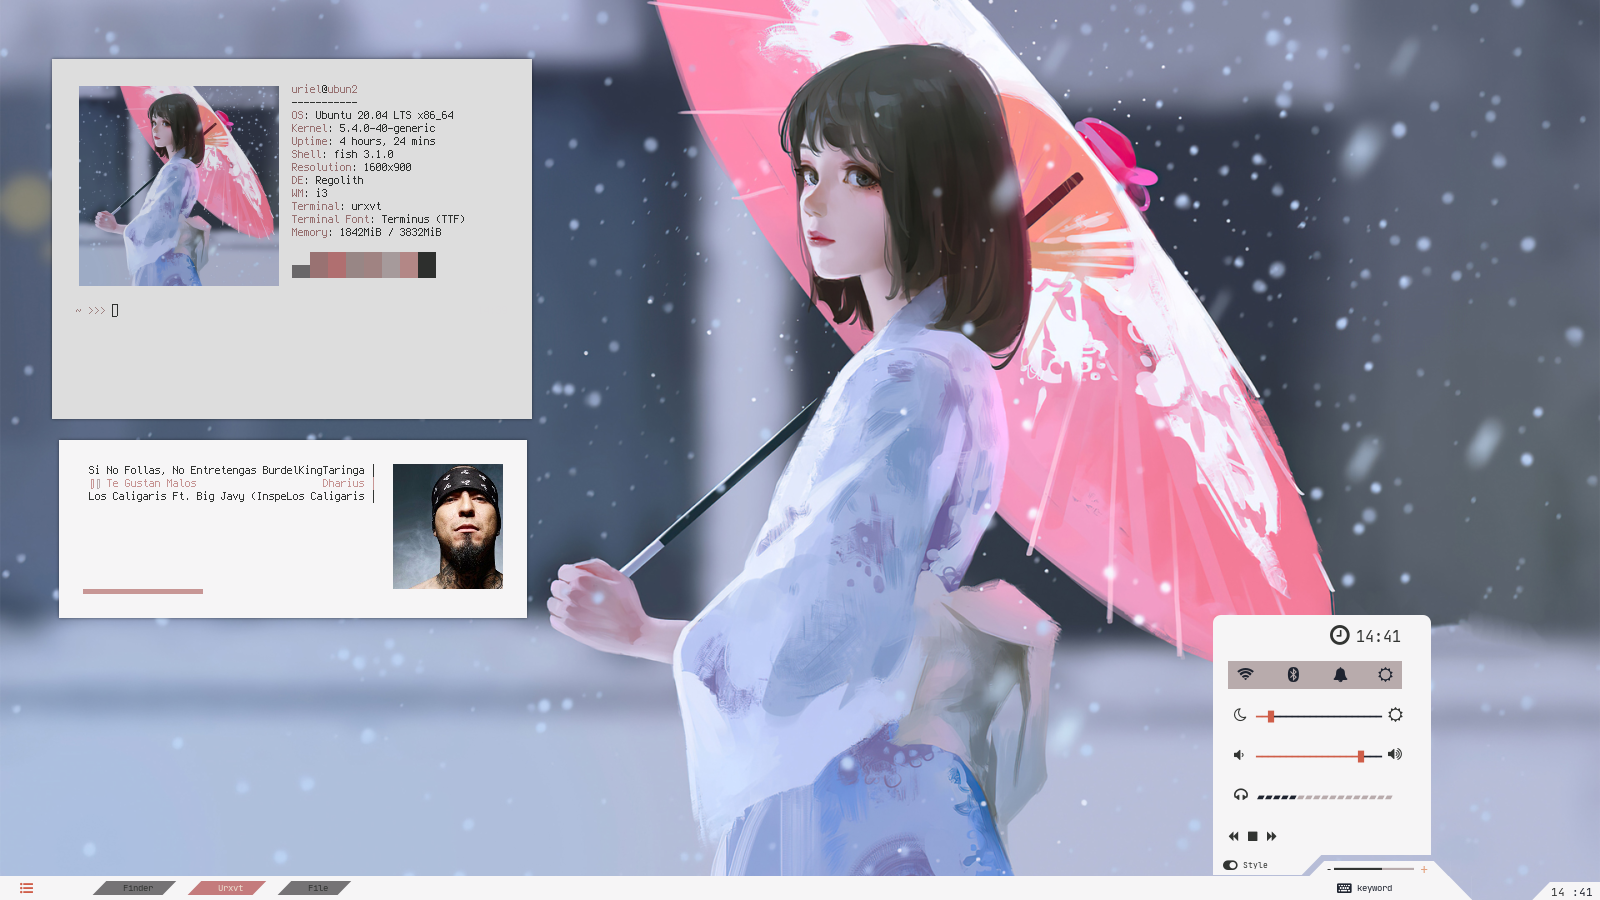 uriel@ubun2
-----------
OS: Ubuntu 20.04 LTS x86_64
Kernel: 5.4.0-40-generic
Uptime: 4 hours, 24 mins
Shell: fish 3.1.0
Resolution: 1600x900
DE: Regolith
WM: i3
Terminal: urxvt
Terminal Font: Terminus (TTF)
Memory: 1842MiB / 3832MiB
~ >>>
Si No Follas, No Entretengas BurdelKingTaringa
Te Gustan Malos Dharius
Los Caligaris Ft. Big Javy (InspeLos Caligaris
14:41
Style
- +
Finder Urxvt File
keyword
14 :41